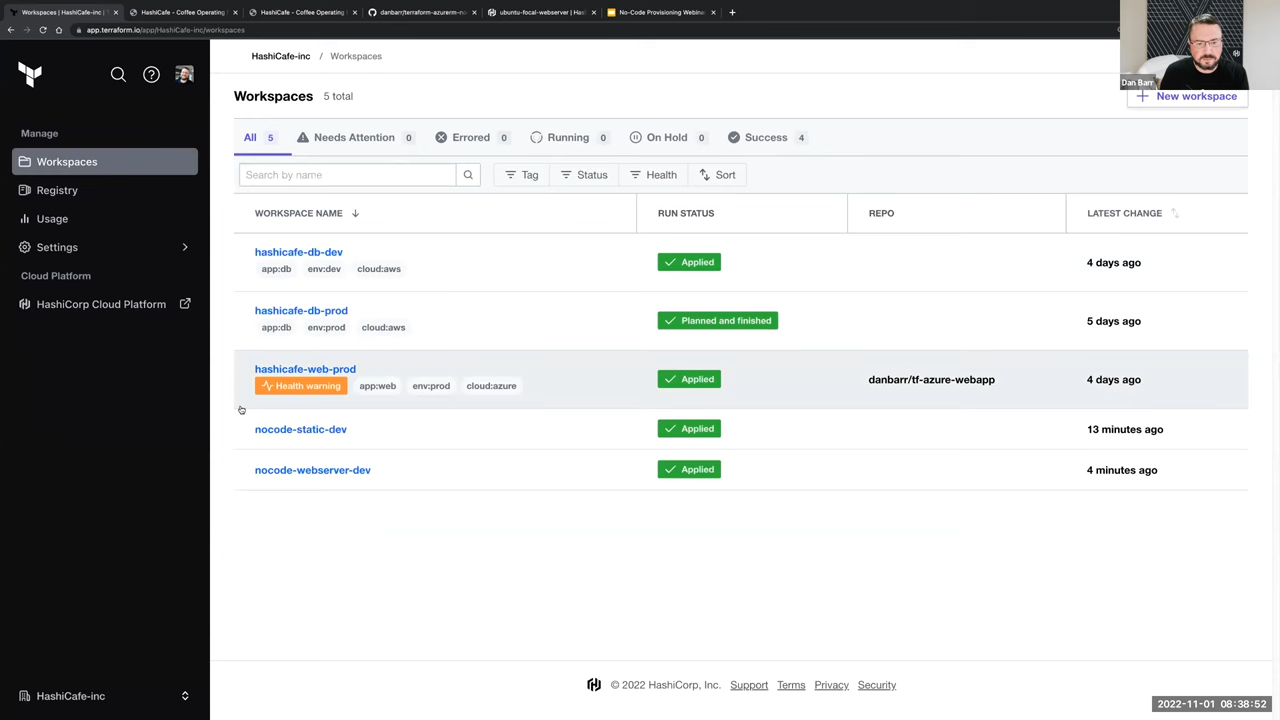 Workspaces | HashiCafe-inc |
HashiCafe - Coffee Operating
HashiCafe - Coffee Operating
danbarr/terraform-azurerm-no
ubuntu-focal-webserver | Has
No-Code Provisioning Webina
app.terraform.io/app/HashiCafe-inc/workspaces
Dan Barr
HashiCafe-inc / Workspaces
Workspaces 5 total
New workspace
Manage
Workspaces
Registry
Usage
Settings
Cloud Platform
HashiCorp Cloud Platform
All 5
Needs Attention 0
Errored 0
Running 0
On Hold 0
Success 4
Search by name
Tag
Status
Health
Sort
WORKSPACE NAME RUN STATUS REPO LATEST CHANGE
hashicafe-db-dev
app:db env:dev cloud:aws
Applied
4 days ago
hashicafe-db-prod
app:db env:prod cloud:aws
Planned and finished
5 days ago
hashicafe-web-prod
Health warning app:web env:prod cloud:azure
Applied
danbarr/tf-azure-webapp
4 days ago
nocode-static-dev Applied 13 minutes ago
nocode-webserver-dev Applied 4 minutes ago
HashiCafe-inc
© 2022 HashiCorp, Inc. Support Terms Privacy Security
2022-11-01 08:38:52